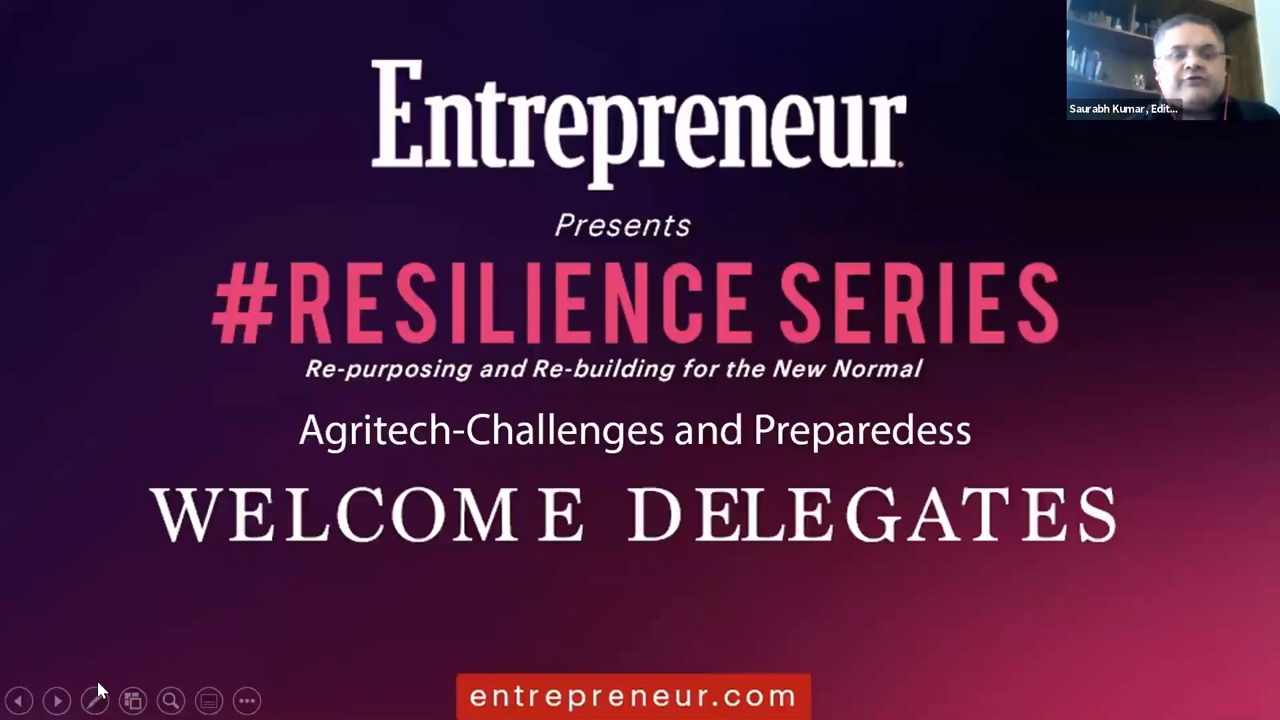 Entrepreneur.
Presents
#RESILIENCE SERIES
Re-purposing and Re-building for the New Normal
Agritech-Challenges and Preparedess
WELCOME DELEGATES
entrepreneur.com
Saurabh Kumar, Edit...